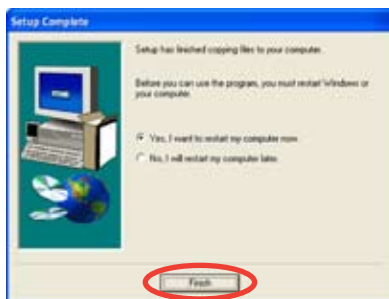 Setup Complete
Setup has finished copying files to your computer.
Before you can use the program, you must restart Windows or
your computer.
Yes, I want to restart my computer now.
No, I will restart my computer later.
Finish